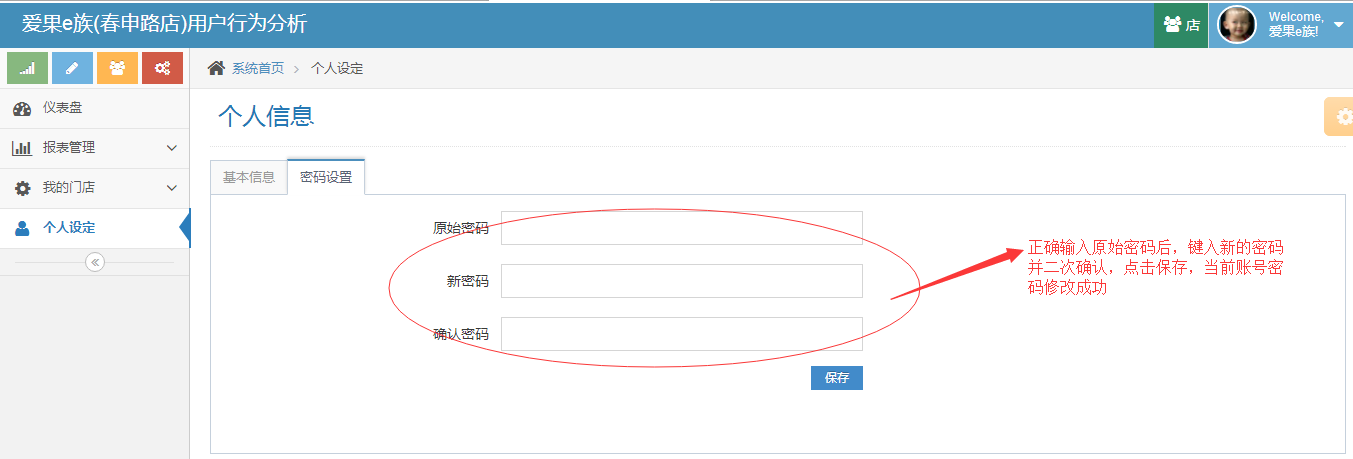 爱果e族(春申路店)用户行为分析
店
Welcome,
爱果e族!
系统首页
个人设定
仪表盘
报表管理
我的门店
个人设定
个人信息
基本信息
密码设置
原始密码
新密码
确认密码
保存
正确输入原始密码后，键入新的密码
并二次确认，点击保存，当前账号密
码修改成功